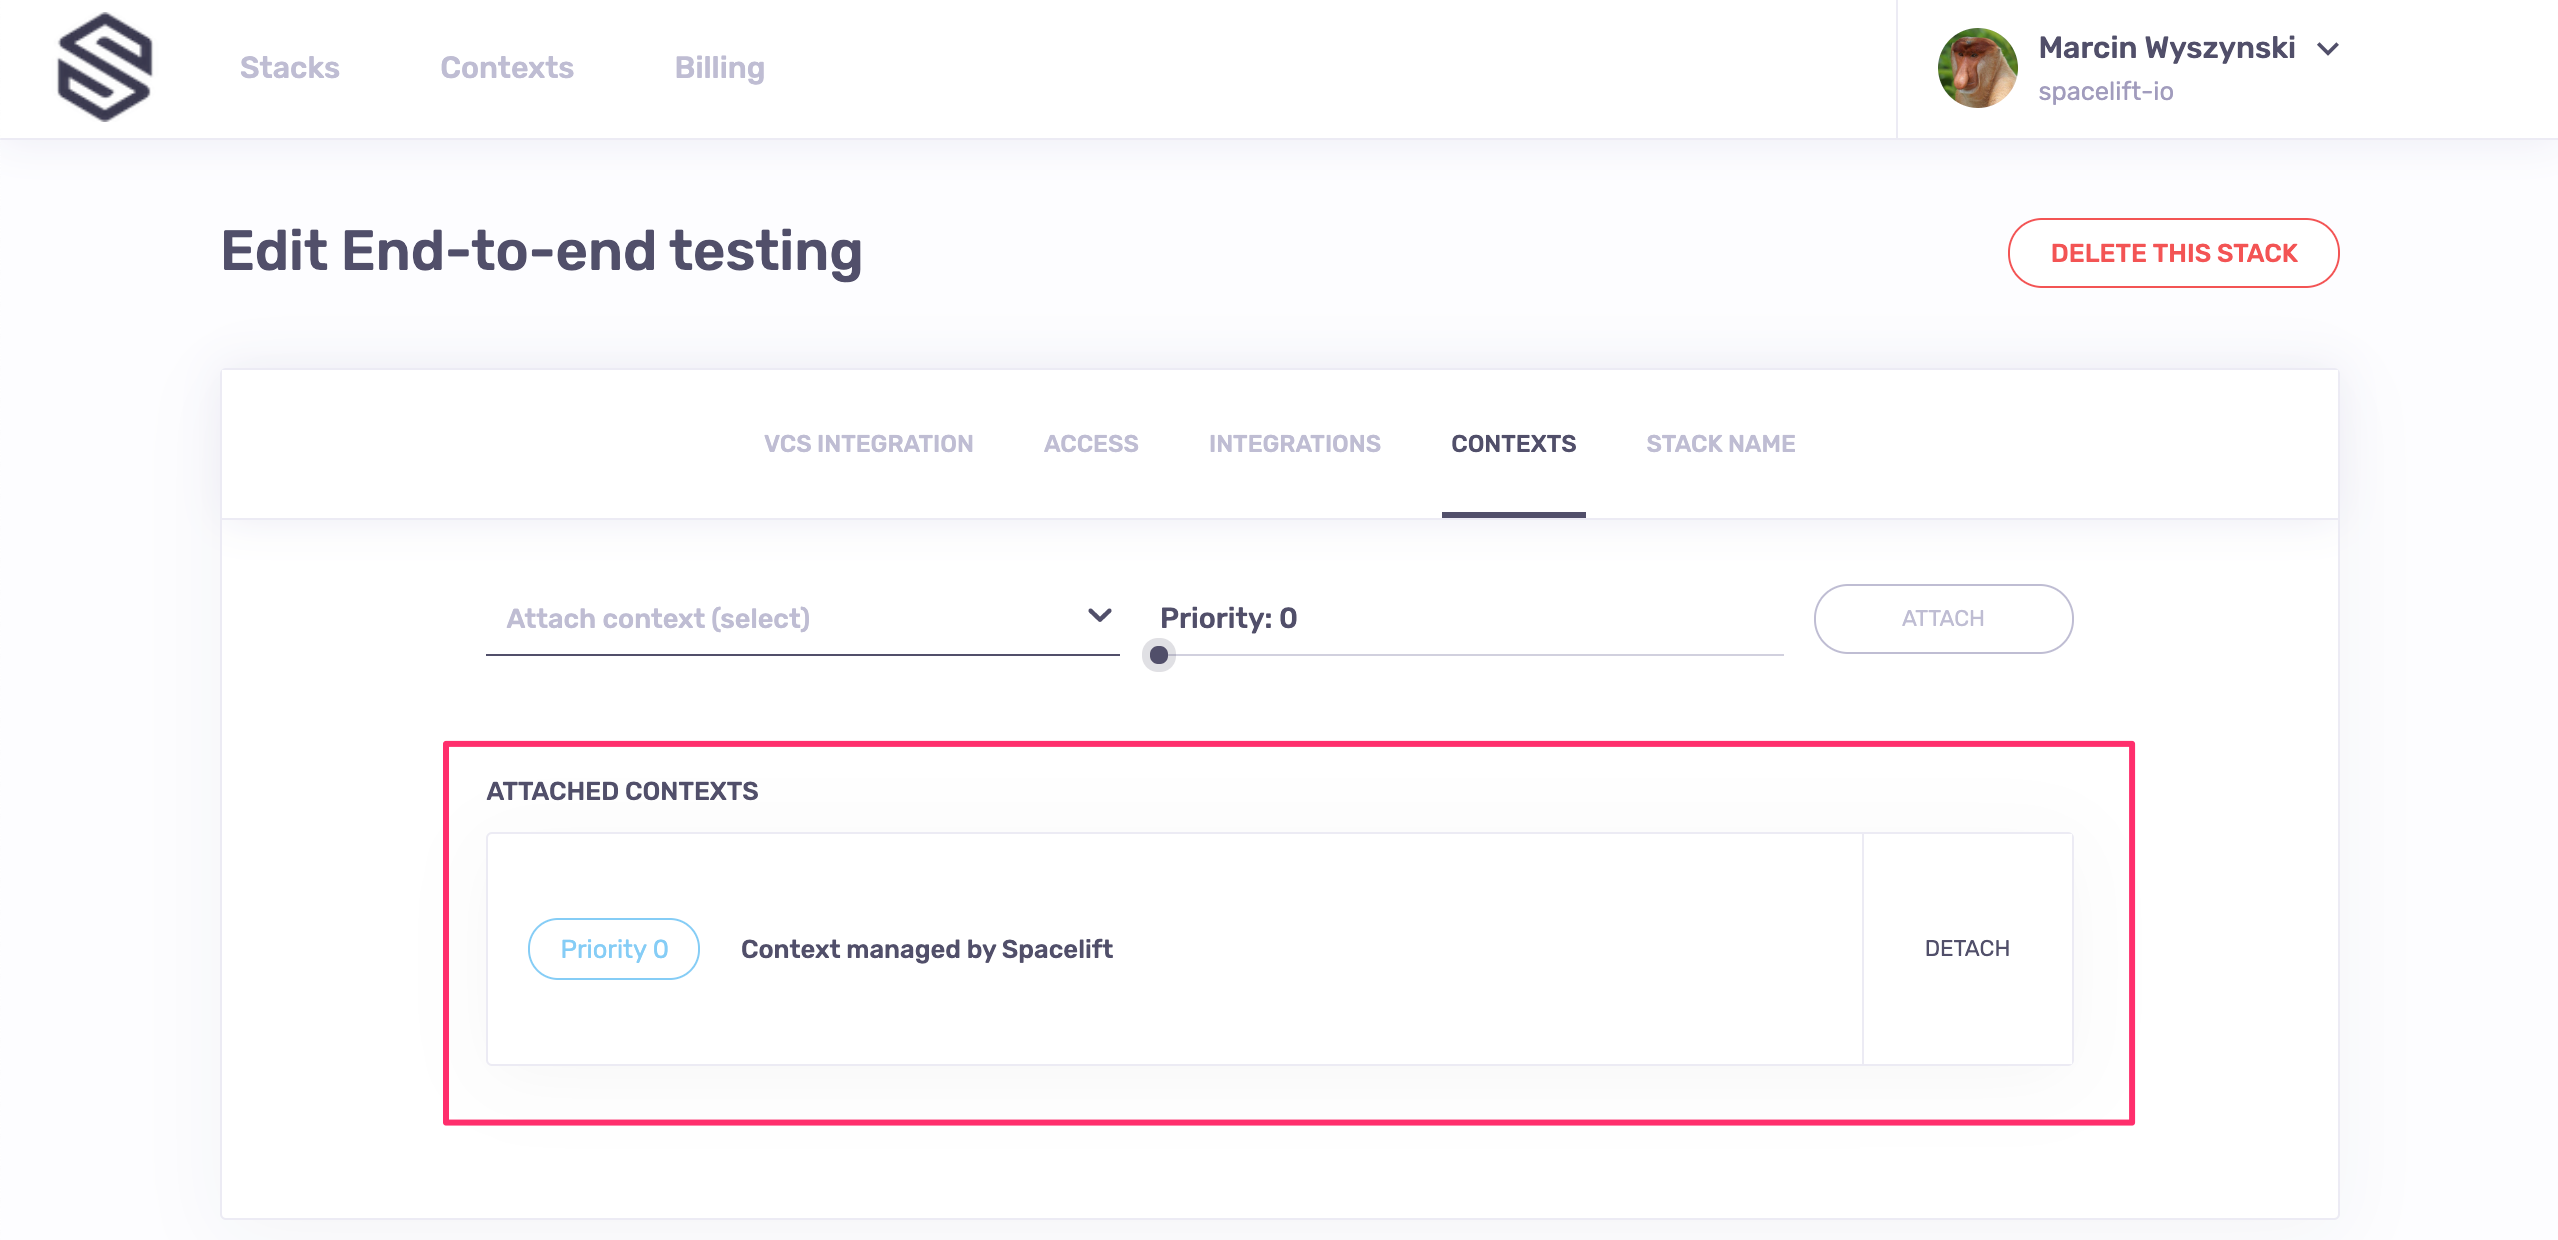 Stacks Contexts Billing Marcin Wyszynski
spacelift-io
Edit End-to-end testing DELETE THIS STACK
VCS INTEGRATION ACCESS INTEGRATIONS CONTEXTS STACK NAME
Attach context (select) Priority: 0 ATTACH
ATTACHED CONTEXTS
Priority 0 Context managed by Spacelift DETACH